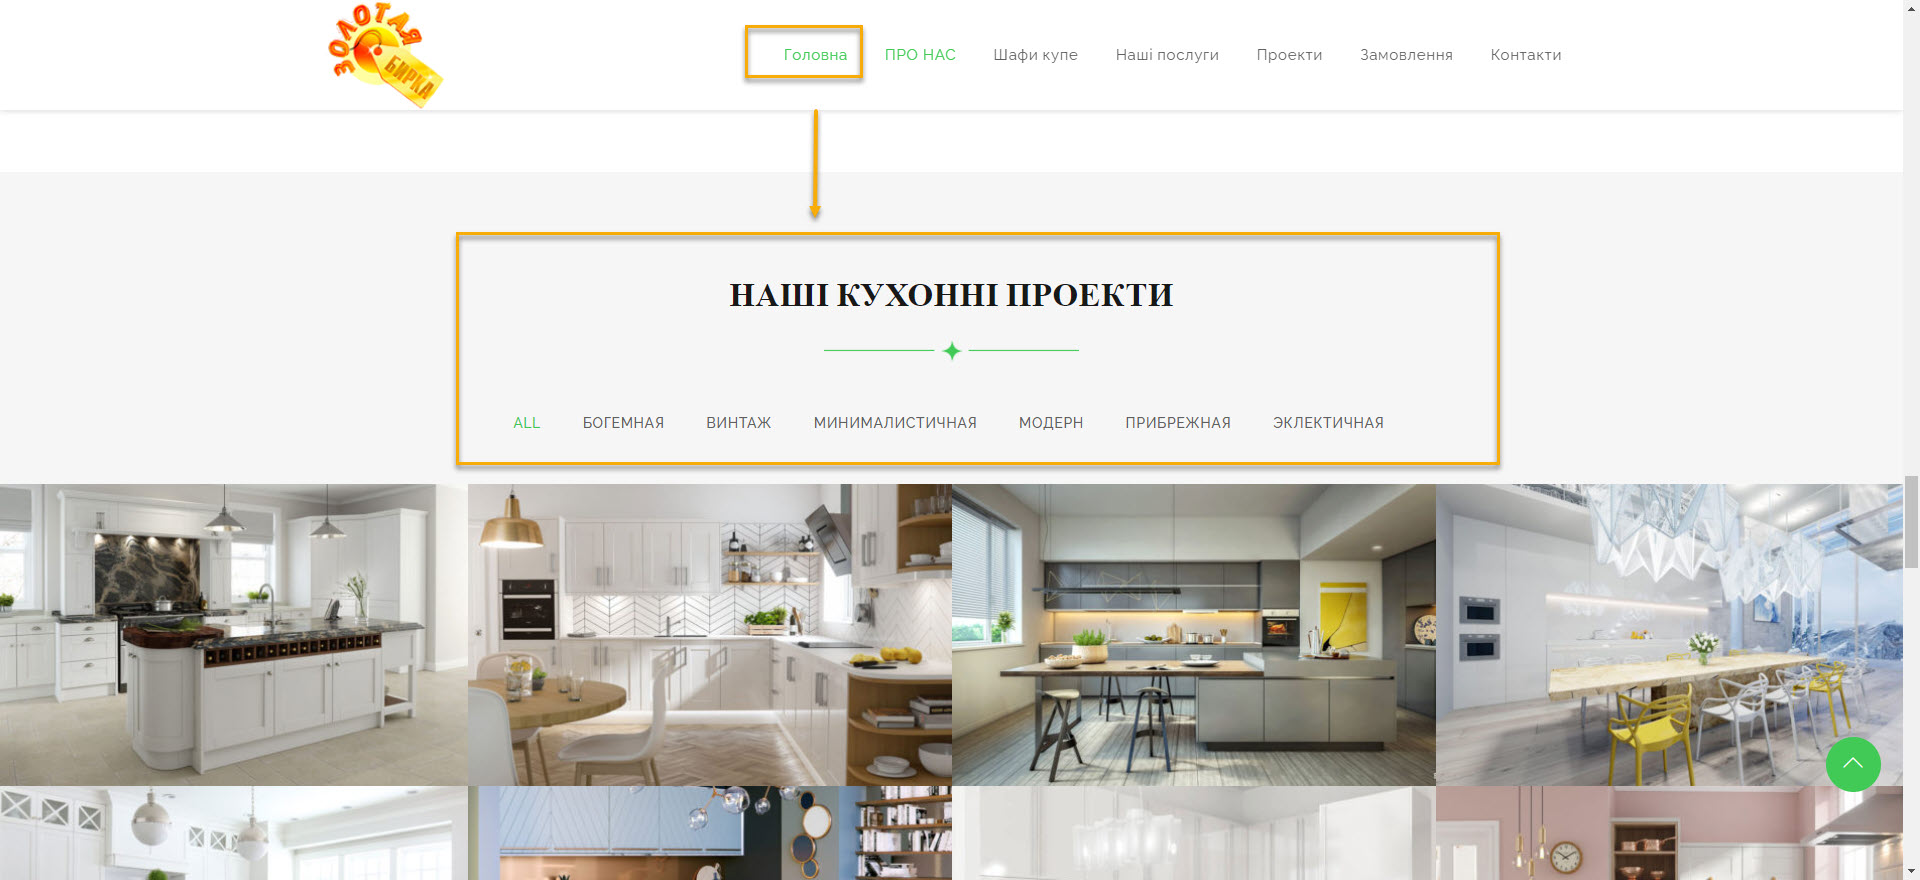 ЗОЛОТАЯ
БИРКА
Головна ПРО НАС Шафи купе Наші послуги Проекти Замовлення Контакти
НАШІ КУХОННІ ПРОЕКТИ
ALL БОГЕМНАЯ ВИНТАЖ МИНИМАЛИСТИЧНАЯ МОДЕРН ПРИБРЕЖНАЯ ЭКЛЕКТИЧНАЯ